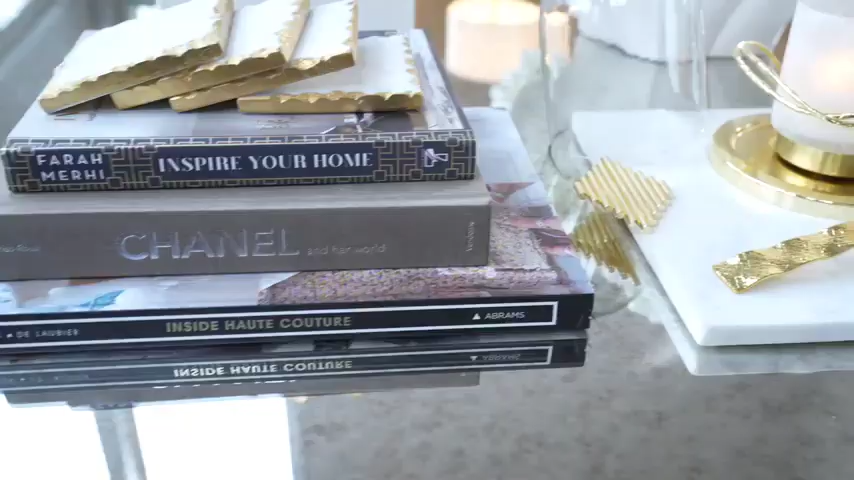 FARAH
MERHI
INSPIRE YOUR HOME
CHANEL and her world
DE LAUBIER
INSIDE HAUTE COUTURE
ABRAMS